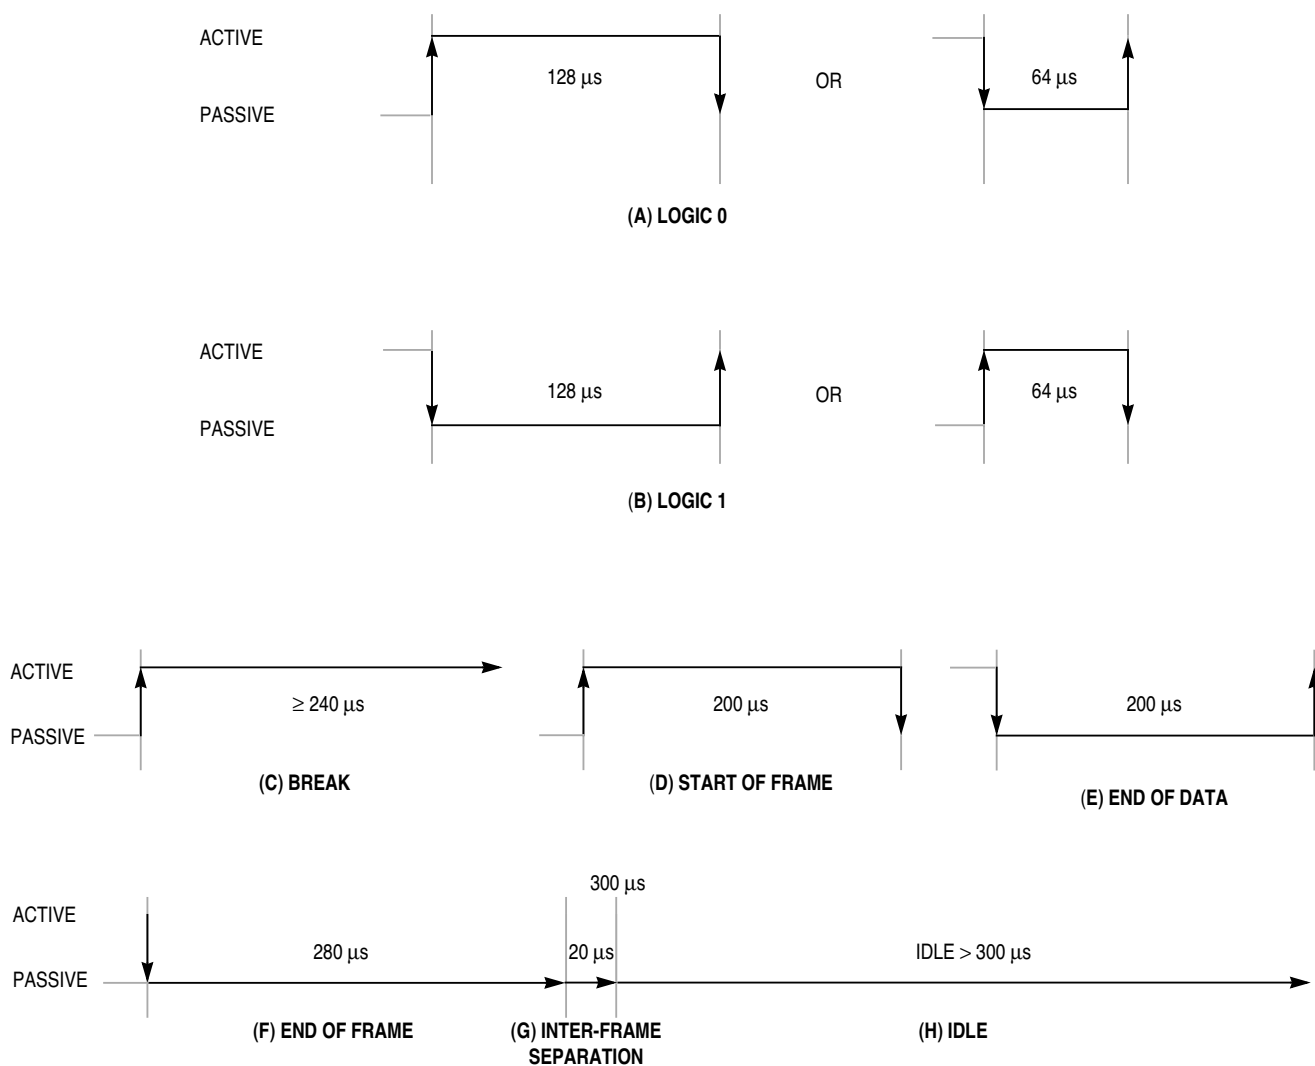 ACTIVE
128 μs
OR
64 μs
PASSIVE
(A) LOGIC 0
ACTIVE
128 μs
OR
64 μs
PASSIVE
(B) LOGIC 1
ACTIVE
≥ 240 μs
200 μs
200 μs
PASSIVE
(C) BREAK
(D) START OF FRAME
(E) END OF DATA
300 μs
ACTIVE
280 μs
20 μs
IDLE > 300 μs
PASSIVE
(F) END OF FRAME
(G) INTER-FRAME
SEPARATION
(H) IDLE